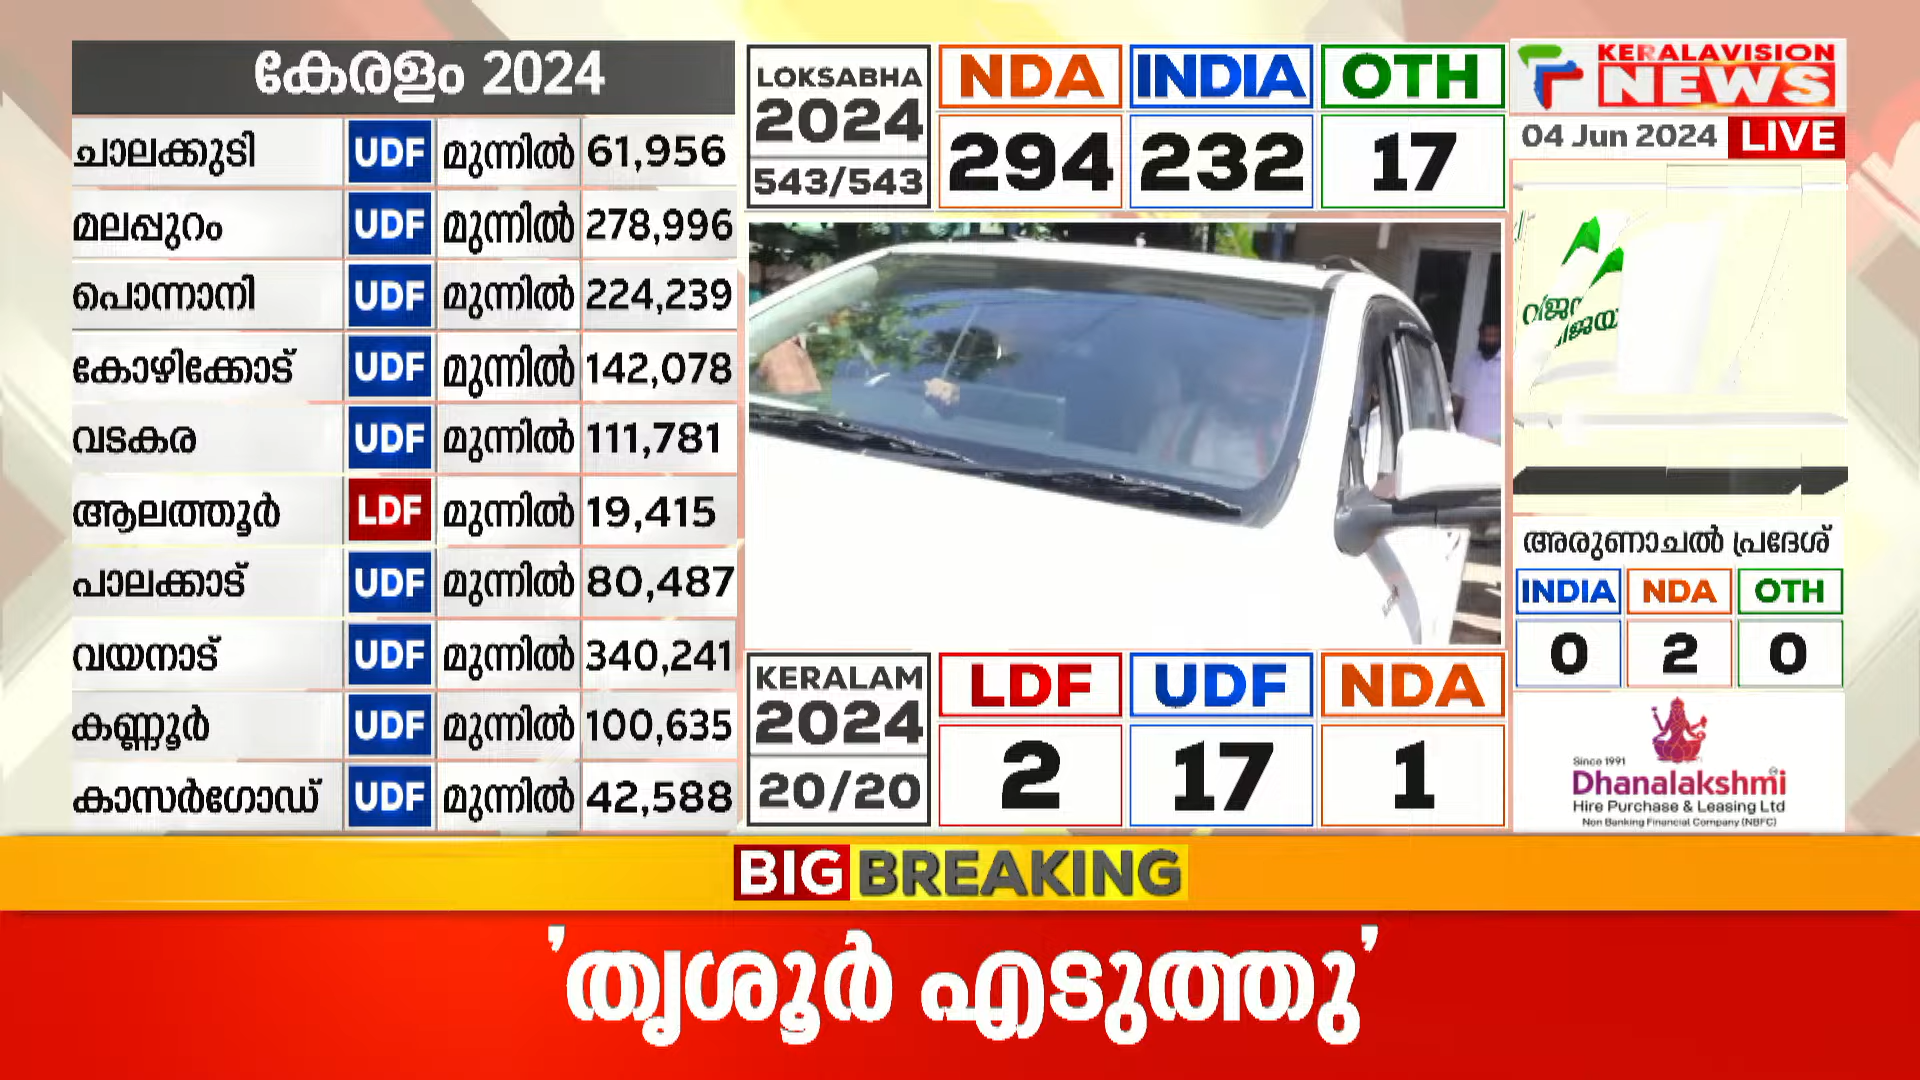 കേരളം 2024
ചാലക്കുടി UDF മുന്നിൽ 61,956
മലപ്പുറം UDF മുന്നിൽ 278,996
പൊന്നാനി UDF മുന്നിൽ 224,239
കോഴിക്കോട് UDF മുന്നിൽ 142,078
വടകര UDF മുന്നിൽ 111,781
ആലത്തൂർ LDF മുന്നിൽ 19,415
പാലക്കാട് UDF മുന്നിൽ 80,487
വയനാട് UDF മുന്നിൽ 340,241
കണ്ണൂർ UDF മുന്നിൽ 100,635
കാസർഗോഡ് UDF മുന്നിൽ 42,588
LOKSABHA
2024
543/543
NDA INDIA OTH
294 232 17
KERALAM
2024
20/20
LDF UDF NDA
2 17 1
KERALAVISION
NEWS
04 Jun 2024 LIVE
അരുണാചൽ പ്രദേശ്
INDIA NDA OTH
0 2 0
Since 1991
Dhanalakshmi
Hire Purchase & Leasing Ltd
Non Banking Financial Company (NBFC)
BIG BREAKING
'തൃശൂർ എടുത്തു'